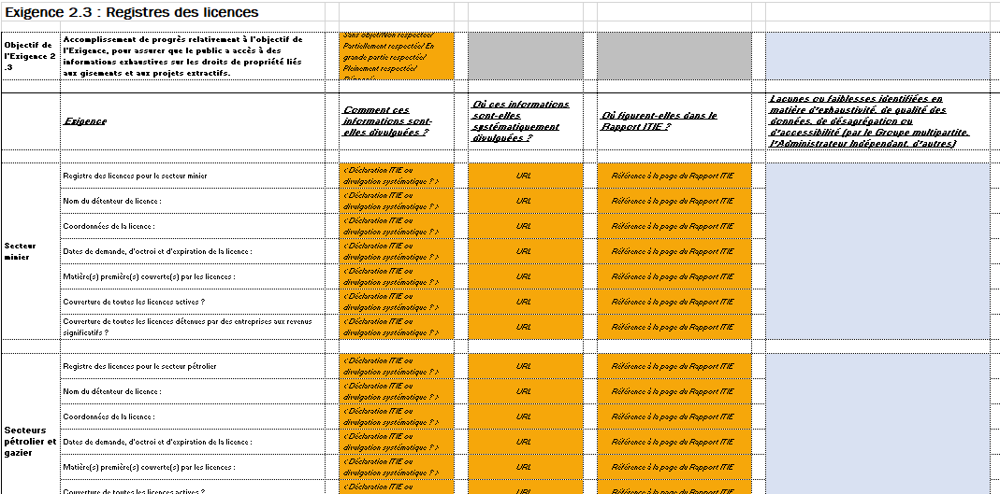 Exigence 2.3 : Registres des licences
Objectif de
l'Exigence 2
.3
Accomplissement de progrès relativement à l'objectif de
l'Exigence, pour assurer que le public a accès à des
informations exhaustives sur les droits de propriété liés
aux gisements et aux projets extractifs.
Sans objet/Non respectée/
Partiellement respectée/ En
grande partie respectée/
Pleinement respectée/
Exigence
Comment ces
informations sont-
elles divulguées ?
Où ces informations
sont-elles
systématiquement
divulguées ?
Où figurent-elles dans le
Rapport ITIE ?
Lacunes ou faiblesses identifiées en
matière d'exhaustivité, de qualité des
données, de désagrégation ou
d'accessibilité (par le Groupe multipartite,
l'Administrateur Indépendant, d'autres)
Secteur
minier
Registre des licences pour le secteur minier
< Déclaration ITIE ou
divulgation systématique ? >
URL
Référence à la page du Rapport ITIE
Nom du détenteur de licence :
< Déclaration ITIE ou
divulgation systématique ? >
URL
Référence à la page du Rapport ITIE
Coordonnées de la licence :
< Déclaration ITIE ou
divulgation systématique ? >
URL
Référence à la page du Rapport ITIE
Dates de demande, d'octroi et d'expiration de la licence :
< Déclaration ITIE ou
divulgation systématique ? >
URL
Référence à la page du Rapport ITIE
Matière(s) première(s) couverte(s) par les licences :
< Déclaration ITIE ou
divulgation systématique ? >
URL
Référence à la page du Rapport ITIE
Couverture de toutes les licences actives ?
< Déclaration ITIE ou
divulgation systématique ? >
URL
Référence à la page du Rapport ITIE
Couverture de toutes les licences détenues par des entreprises aux revenus
significatifs ?
< Déclaration ITIE ou
divulgation systématique ? >
URL
Référence à la page du Rapport ITIE
Secteurs
pétrolier et
gazier
Registre des licences pour le secteur pétrolier
< Déclaration ITIE ou
divulgation systématique ? >
URL
Référence à la page du Rapport ITIE
Nom du détenteur de licence :
< Déclaration ITIE ou
divulgation systématique ? >
URL
Référence à la page du Rapport ITIE
Coordonnées de la licence :
< Déclaration ITIE ou
divulgation systématique ? >
URL
Référence à la page du Rapport ITIE
Dates de demande, d'octroi et d'expiration de la licence :
< Déclaration ITIE ou
divulgation systématique ? >
URL
Référence à la page du Rapport ITIE
Matière(s) première(s) couverte(s) par les licences :
< Déclaration ITIE ou
divulgation systématique ? >
URL
Référence à la page du Rapport ITIE
Couverture de toutes les licences actives ?
< Déclaration ITIE ou
URL
Référence à la page du Rapport ITIE